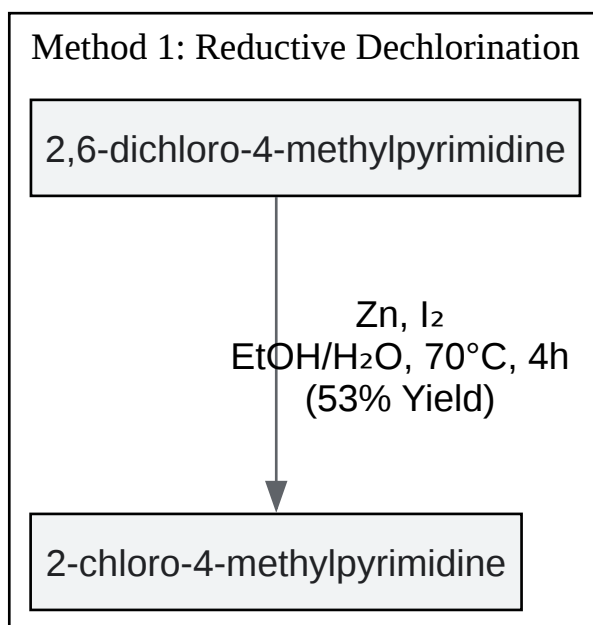 Method 1: Reductive Dechlorination
2,6-dichloro-4-methylpyrimidine
Zn, I₂
EtOH/H₂O, 70°C, 4h
(53% Yield)
2-chloro-4-methylpyrimidine